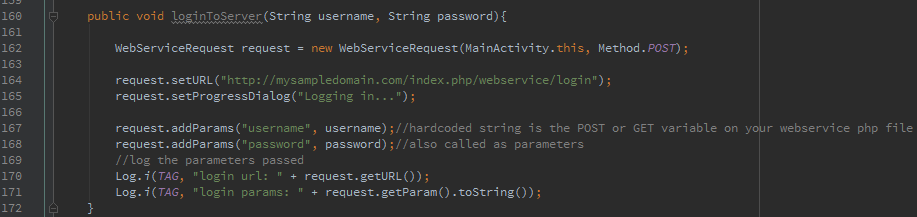 160 public void loginToServer(String username, String password){
161
162 WebServiceRequest request = new WebServiceRequest(MainActivity.this, Method.POST);
163
164 request.setURL("http://mysampledomain.com/index.php/webservice/login");
165 request.setProgressDialog("Logging in...");
166
167 request.addParams("username", username);//hardcoded string is the POST or GET variable on your webservice php file
168 request.addParams("password", password);//also called as parameters
169 //log the parameters passed
170 Log.i(TAG, "login url: " + request.getURL());
171 Log.i(TAG, "login params: " + request.getParam().toString());
172 }